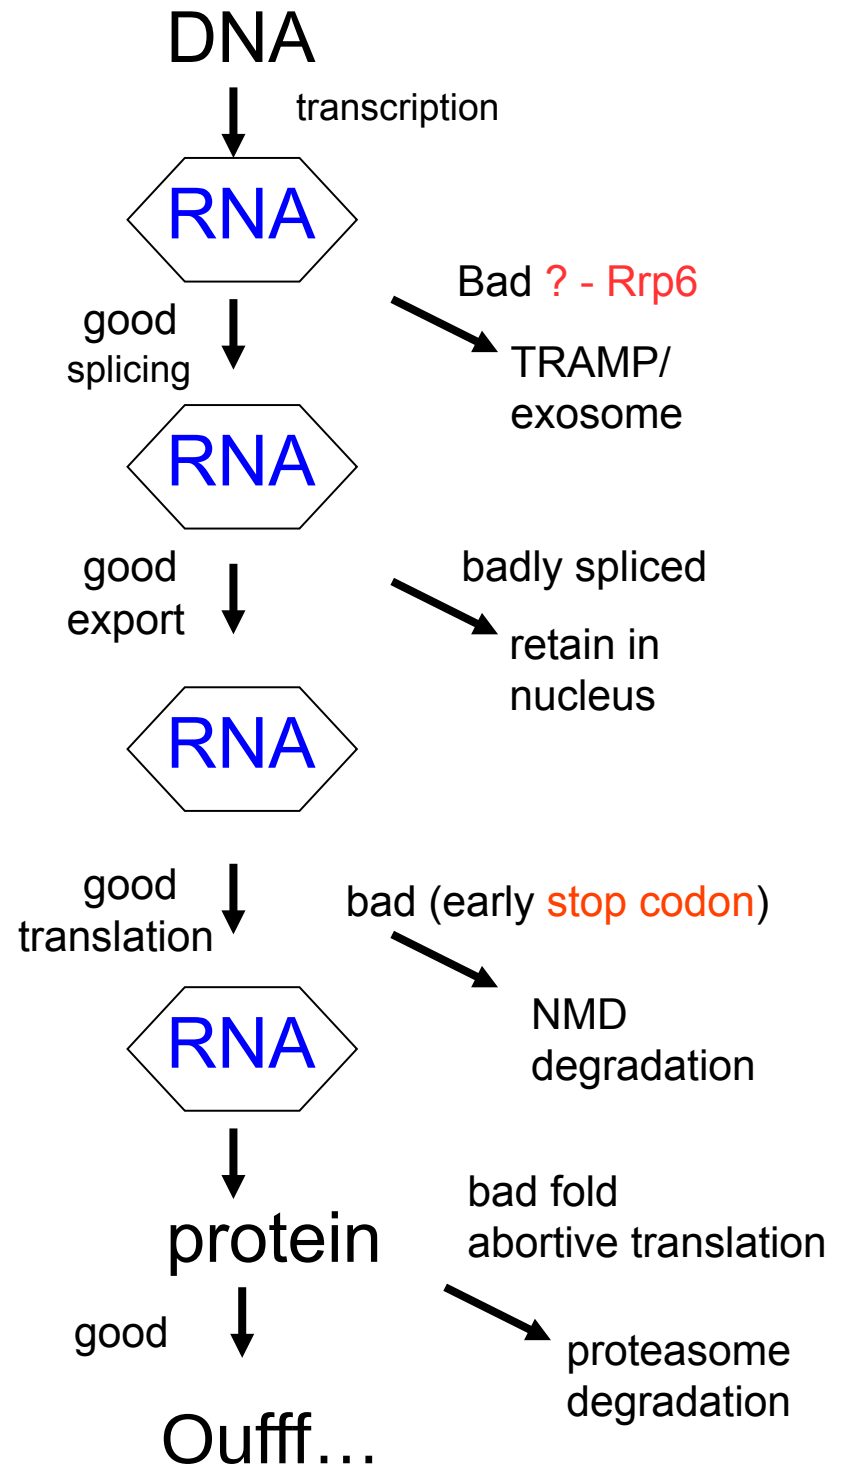 DNA
transcription
RNA
Bad ? - Rrp6
good
splicing
TRAMP/
exosome
RNA
good
export
badly spliced
retain in
nucleus
RNA
good
translation
bad (early stop codon)
NMD
degradation
RNA
bad fold
abortive translation
protein
good
proteasome
degradation
Oufff...